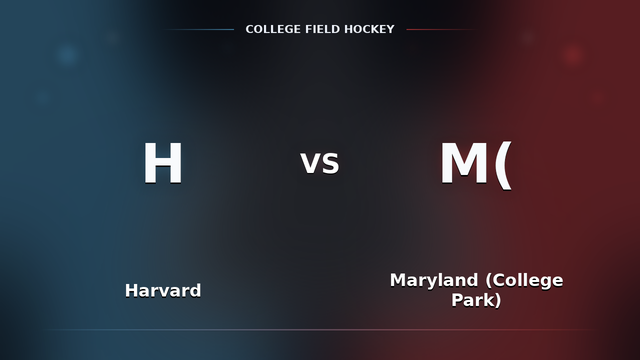 COLLEGE FIELD HOCKEY
H
VS
M(
Harvard
Maryland (College
Park)